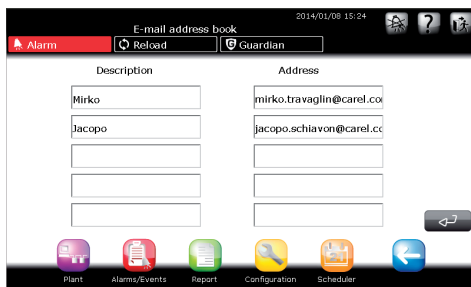 2014/01/08 15:24
E-mail address book
Alarm Reload Guardian
Description Address
Mirko mirko.travaglin@carel.co
Jacopo jacopo.schiavon@carel.cc
Plant Alarms/Events Report Configuration Scheduler